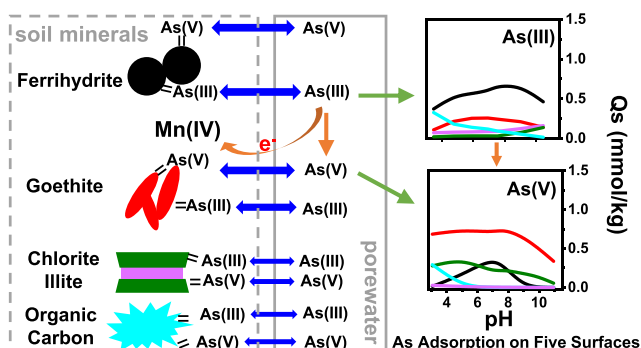 soil minerals
As(V)
As(V)
Ferrihydrite
=As(III)
As(III)
Mn(IV)
e-
As(V)
As(V)
Goethite
=As(III)
As(III)
Chlorite
Illite
=As(III)
As(III)
=As(V)
As(V)
Organic
Carbon
=As(III)
As(III)
=As(V)
As(V)
porewater
As(III)
1.5
1.0
0.5
0.0
As(V)
1.5
1.0
0.5
0.0
Qs (mmol/kg)
4 6 8 10
pH
As Adsorption on Five Surfaces